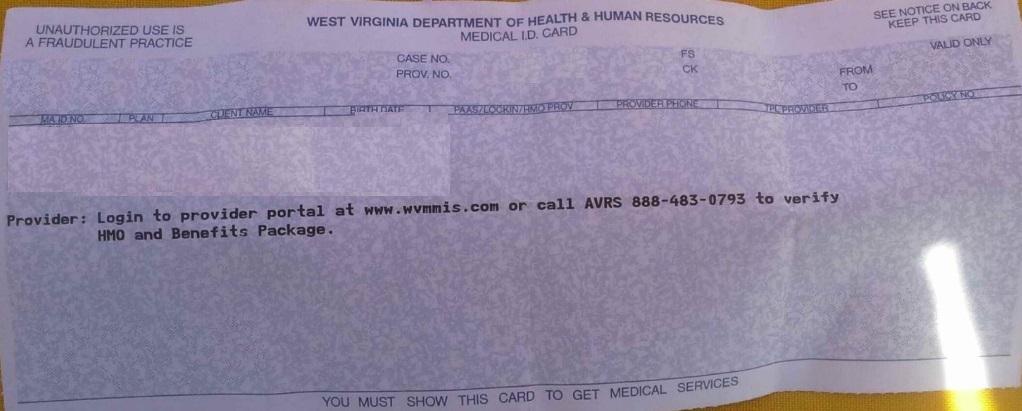 UNAUTHORIZED USE IS
A FRAUDULENT PRACTICE
WEST VIRGINIA DEPARTMENT OF HEALTH & HUMAN RESOURCES
MEDICAL I.D. CARD
SEE NOTICE ON BACK
KEEP THIS CARD
CASE NO.
PROV. NO.
FS
CK
VALID ONLY
FROM
TO
MA ID NO. PLAN CLIENT NAME BIRTH DATE PAAS/LOCKIN/HMO PROV PROVIDER PHONE TPL PROVIDER POLICY NO
Provider: Login to provider portal at www.wvmmis.com or call AVRS 888-483-0793 to verify
HMO and Benefits Package.
YOU MUST SHOW THIS CARD TO GET MEDICAL SERVICES